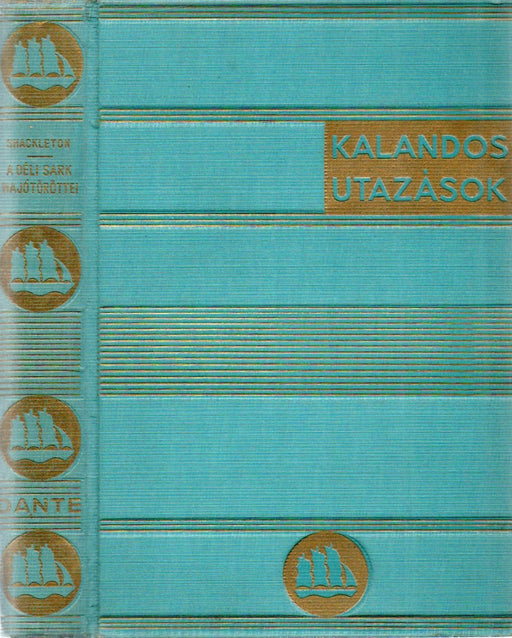 SHACKLETON
A DÉLI SARK
HAJÓTÖRÖTTEI
DANTE
KALANDOS
UTAZÁSOK